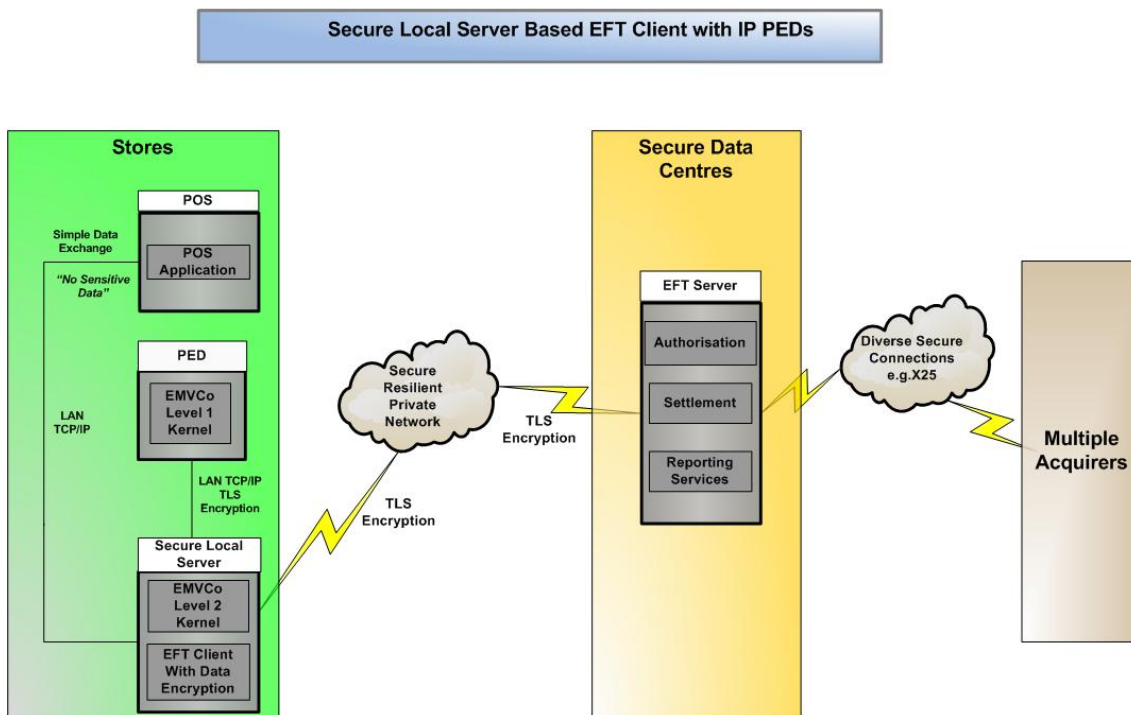 Secure Local Server Based EFT Client with IP PEDs
Stores
POS
Simple Data
Exchange
POS
Application
"No Sensitive
Data"
PED
EMVCo
Level 1
Kernel
LAN
TCP/IP
LAN TCP/IP
TLS
Encryption
Secure Local
Server
EMVCo
Level 2
Kernel
EFT Client
With Data
Encryption
Secure
Resilient
Private
Network
TLS
Encryption
TLS
Encryption
Secure Data
Centres
EFT Server
Authorisation
Settlement
Reporting
Services
Diverse Secure
Connections
e.g.X25
Multiple
Acquirers